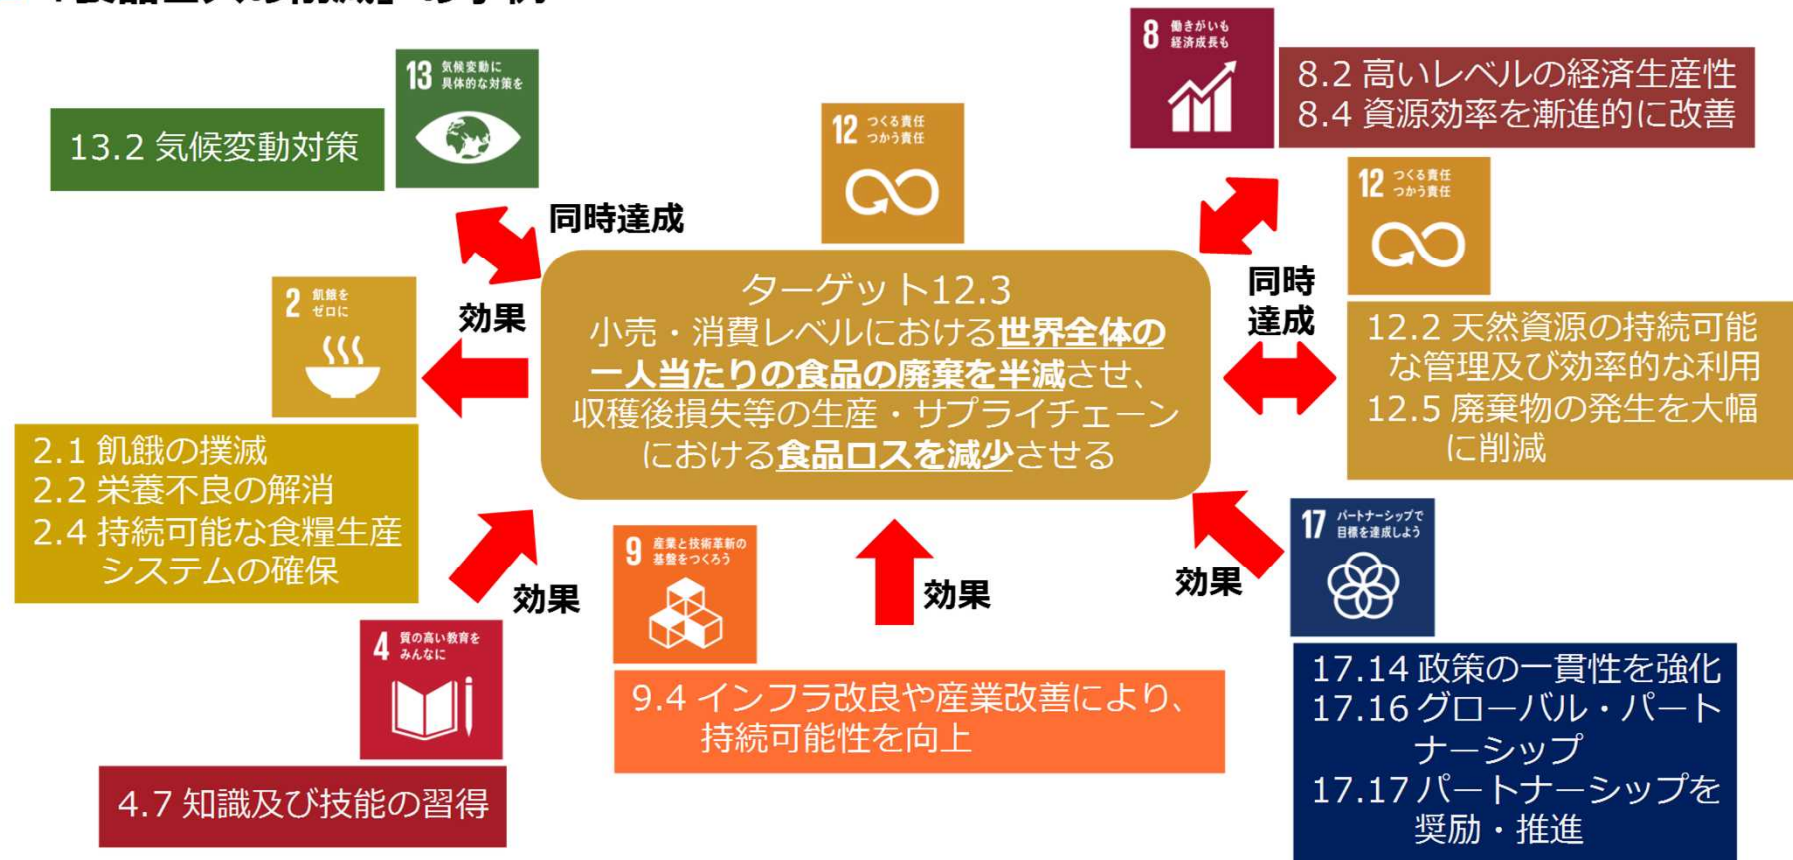 13 気候変動に
具体的な対策を
13.2 気候変動対策
12 つくる責任
つかう責任
8 働きがいも
経済成長も
8.2 高いレベルの経済生産性
8.4 資源効率を漸進的に改善
12 つくる責任
つかう責任
同時達成
同時
達成
2 飢餓を
ゼロに
効果
ターゲット12.3
小売・消費レベルにおける世界全体の
一人当たりの食品の廃棄を半減させ、
収穫後損失等の生産・サプライチェーン
における食品ロスを減少させる
12.2 天然資源の持続可能
な管理及び効率的な利用
12.5 廃棄物の発生を大幅
に削減
2.1 飢餓の撲滅
2.2 栄養不良の解消
2.4 持続可能な食糧生産
システムの確保
効果
9 産業と技術革新の
基盤をつくろう
効果
効果
17 パートナーシップで
目標を達成しよう
4 質の高い教育を
みんなに
4.7 知識及び技能の習得
9.4 インフラ改良や産業改善により、
持続可能性を向上
17.14 政策の一貫性を強化
17.16 グローバル・パート
ナーシップ
17.17 パートナーシップを
奨励・推進